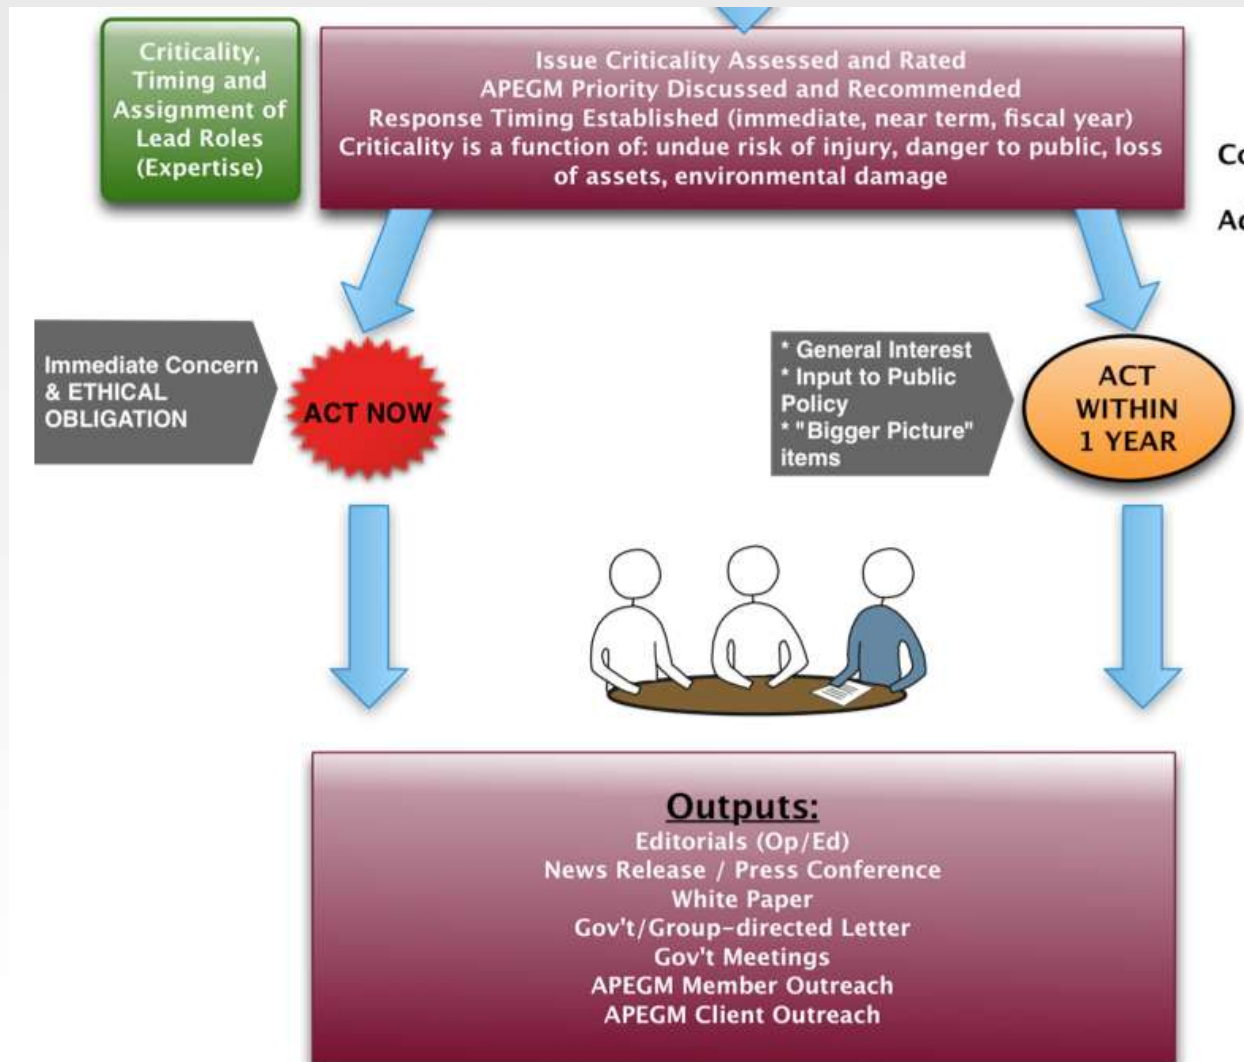 Criticality,
Timing and
Assignment of
Lead Roles
(Expertise)
Issue Criticality Assessed and Rated
APEGM Priority Discussed and Recommended
Response Timing Established (immediate, near term, fiscal year)
Criticality is a function of: undue risk of injury, danger to public, loss
of assets, environmental damage
Immediate Concern
& ETHICAL
OBLIGATION
ACT NOW
* General Interest
* Input to Public
Policy
* "Bigger Picture"
items
ACT
WITHIN
1 YEAR
Outputs:
Editorials (Op/Ed)
News Release / Press Conference
White Paper
Gov't/Group-directed Letter
Gov't Meetings
APEGM Member Outreach
APEGM Client Outreach